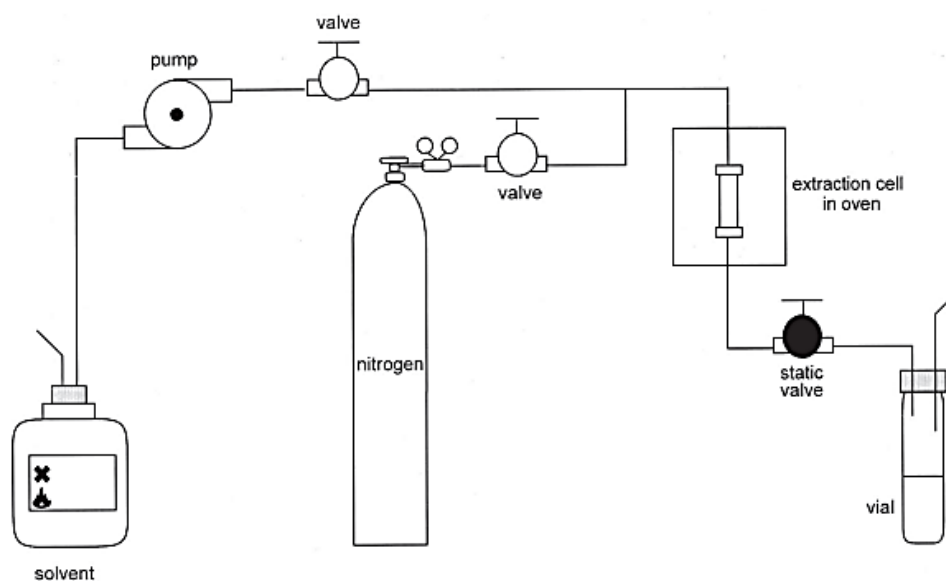 valve
pump
valve
extraction cell
in oven
nitrogen
static
valve
vial
solvent